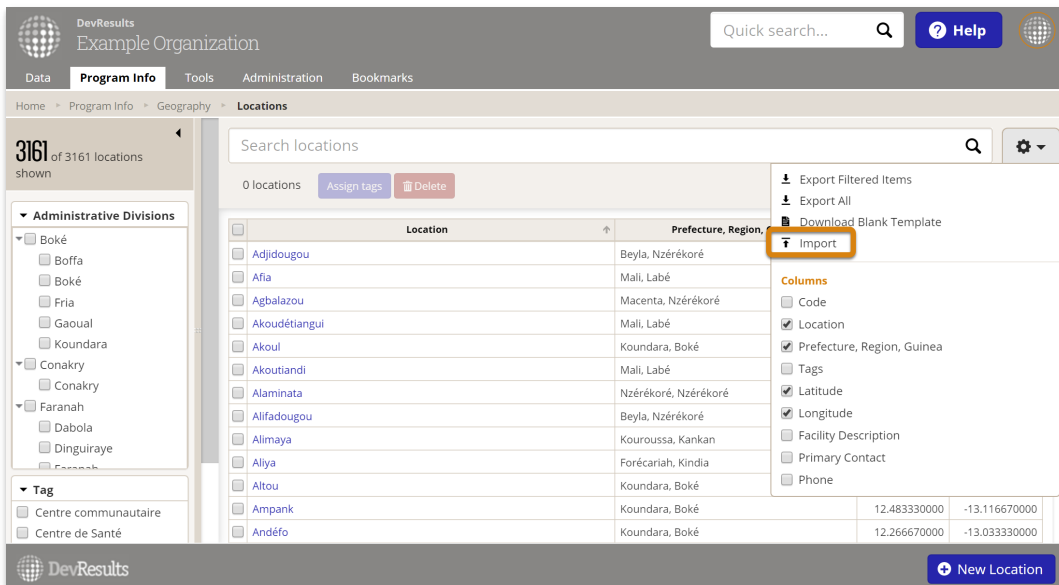 DevResults
Example Organization
Quick search...
Help
Data Program Info Tools Administration Bookmarks
Home Program Info Geography Locations
3161 of 3161 locations shown
Administrative Divisions
Boké
Boffa
Boké
Fria
Gaoual
Koundara
Conakry
Conakry
Faranah
Dabola
Dinguiraye
Faranah
Tag
Centre communautaire
Centre de Santé
Search locations
0 locations Assign tags Delete
Location Prefecture, Region,
Adjidougou Beyla, Nzérékoré
Afia Mali, Labé
Agbalazou Macenta, Nzérékoré
Akoudétiangui Mali, Labé
Akoul Koundara, Boké
Akoutiandi Mali, Labé
Alaminata Nzérékoré, Nzérékoré
Alifadougou Beyla, Nzérékoré
Alimaya Kouroussa, Kankan
Aliya Forécariah, Kindia
Altou Koundara, Boké
Ampank Koundara, Boké 12.483330000 -13.116670000
Andéfo Koundara, Boké 12.266670000 -13.033330000
Export Filtered Items
Export All
Download Blank Template
Import
Columns
Code
Location
Prefecture, Region, Guinea
Tags
Latitude
Longitude
Facility Description
Primary Contact
Phone
DevResults
New Location